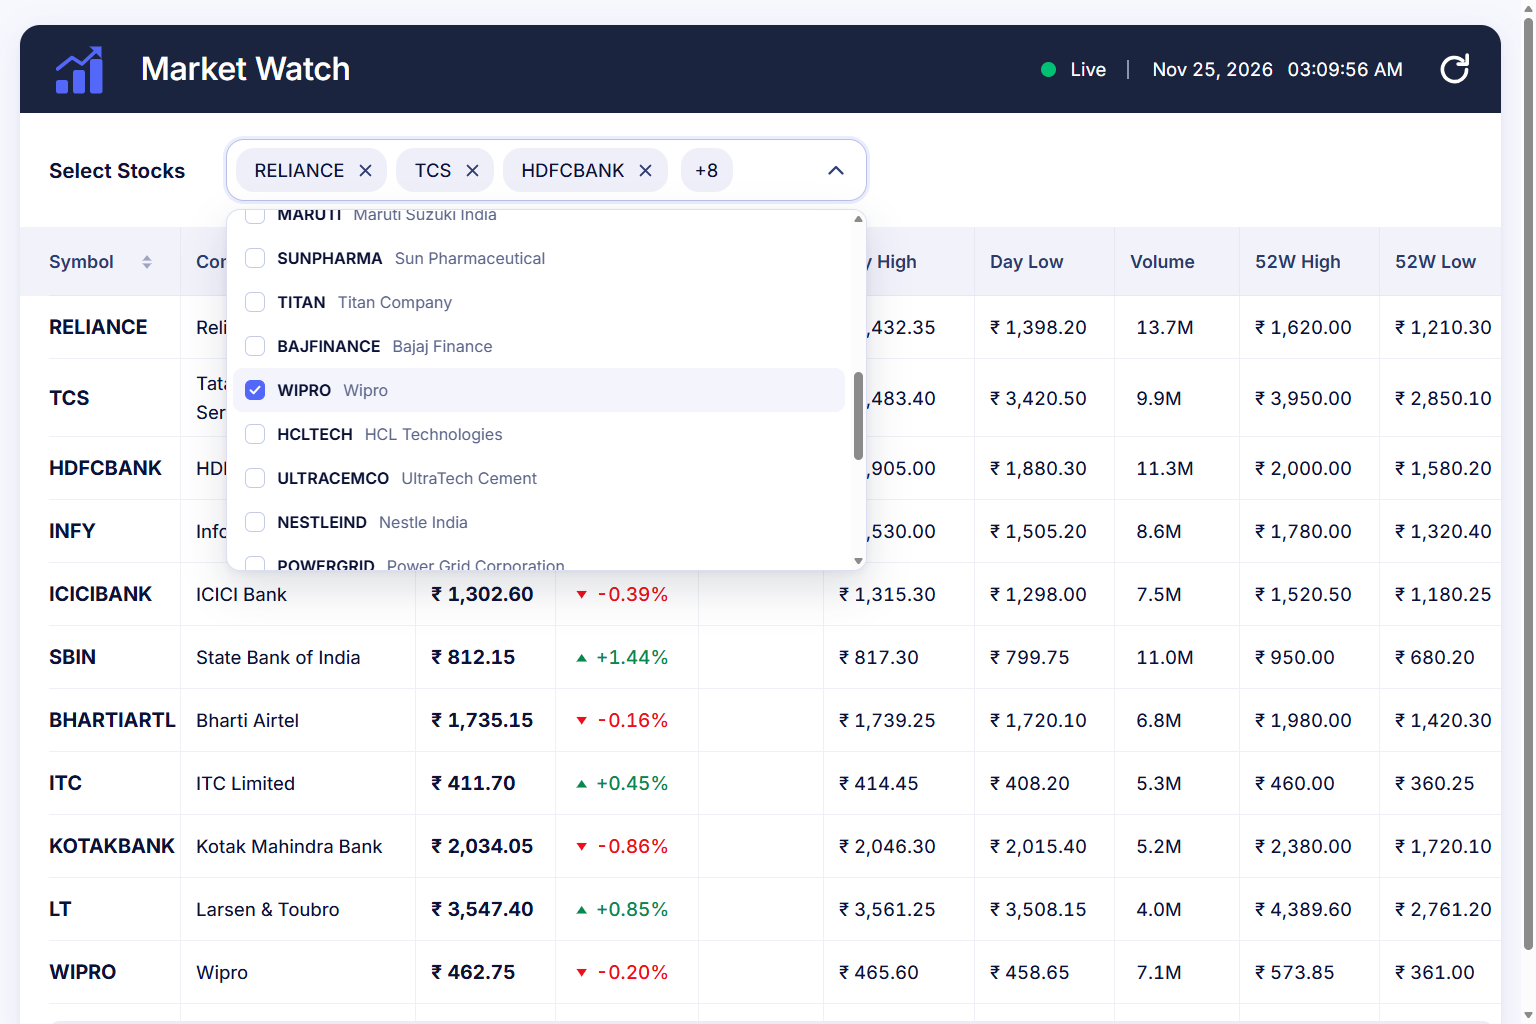 Market Watch
Live | Nov 25, 2026 03:09:56 AM
Select Stocks RELIANCE TCS HDFCBANK +8
MARUTI Maruti Suzuki India
SUNPHARMA Sun Pharmaceutical
TITAN Titan Company
BAJFINANCE Bajaj Finance
WIPRO Wipro
HCLTECH HCL Technologies
ULTRACEMCO UltraTech Cement
NESTLEIND Nestle India
POWERGRID Power Grid Corporation
Symbol High Day Low Volume 52W High 52W Low
RELIANCE ,432.35 ₹ 1,398.20 13.7M ₹ 1,620.00 ₹ 1,210.30
TCS ,483.40 ₹ 3,420.50 9.9M ₹ 3,950.00 ₹ 2,850.10
HDFCBANK ,905.00 ₹ 1,880.30 11.3M ₹ 2,000.00 ₹ 1,580.20
INFY ,530.00 ₹ 1,505.20 8.6M ₹ 1,780.00 ₹ 1,320.40
ICICIBANK ICICI Bank ₹ 1,302.60 ▼ -0.39% ₹ 1,315.30 ₹ 1,298.00 7.5M ₹ 1,520.50 ₹ 1,180.25
SBIN State Bank of India ₹ 812.15 ▲ +1.44% ₹ 817.30 ₹ 799.75 11.0M ₹ 950.00 ₹ 680.20
BHARTIARTL Bharti Airtel ₹ 1,735.15 ▼ -0.16% ₹ 1,739.25 ₹ 1,720.10 6.8M ₹ 1,980.00 ₹ 1,420.30
ITC ITC Limited ₹ 411.70 ▲ +0.45% ₹ 414.45 ₹ 408.20 5.3M ₹ 460.00 ₹ 360.25
KOTAKBANK Kotak Mahindra Bank ₹ 2,034.05 ▼ -0.86% ₹ 2,046.30 ₹ 2,015.40 5.2M ₹ 2,380.00 ₹ 1,720.10
LT Larsen & Toubro ₹ 3,547.40 ▲ +0.85% ₹ 3,561.25 ₹ 3,508.15 4.0M ₹ 4,389.60 ₹ 2,761.20
WIPRO Wipro ₹ 462.75 ▼ -0.20% ₹ 465.60 ₹ 458.65 7.1M ₹ 573.85 ₹ 361.00